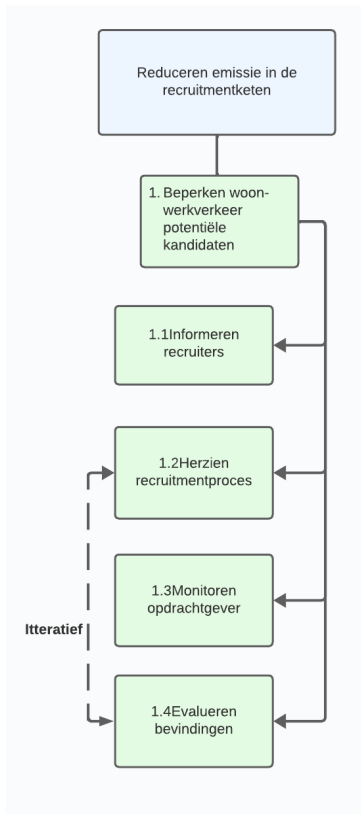 Reduceren emissie in de
recruitmentketen
1. Beperken woon-
werkverkeer
potentiële
kandidaten
1.1Informeren
recruiters
1.2Herzien
recruitmentproces
1.3Monitoren
opdrachtgever
Itteratief
1.4Evalueren
bevindingen